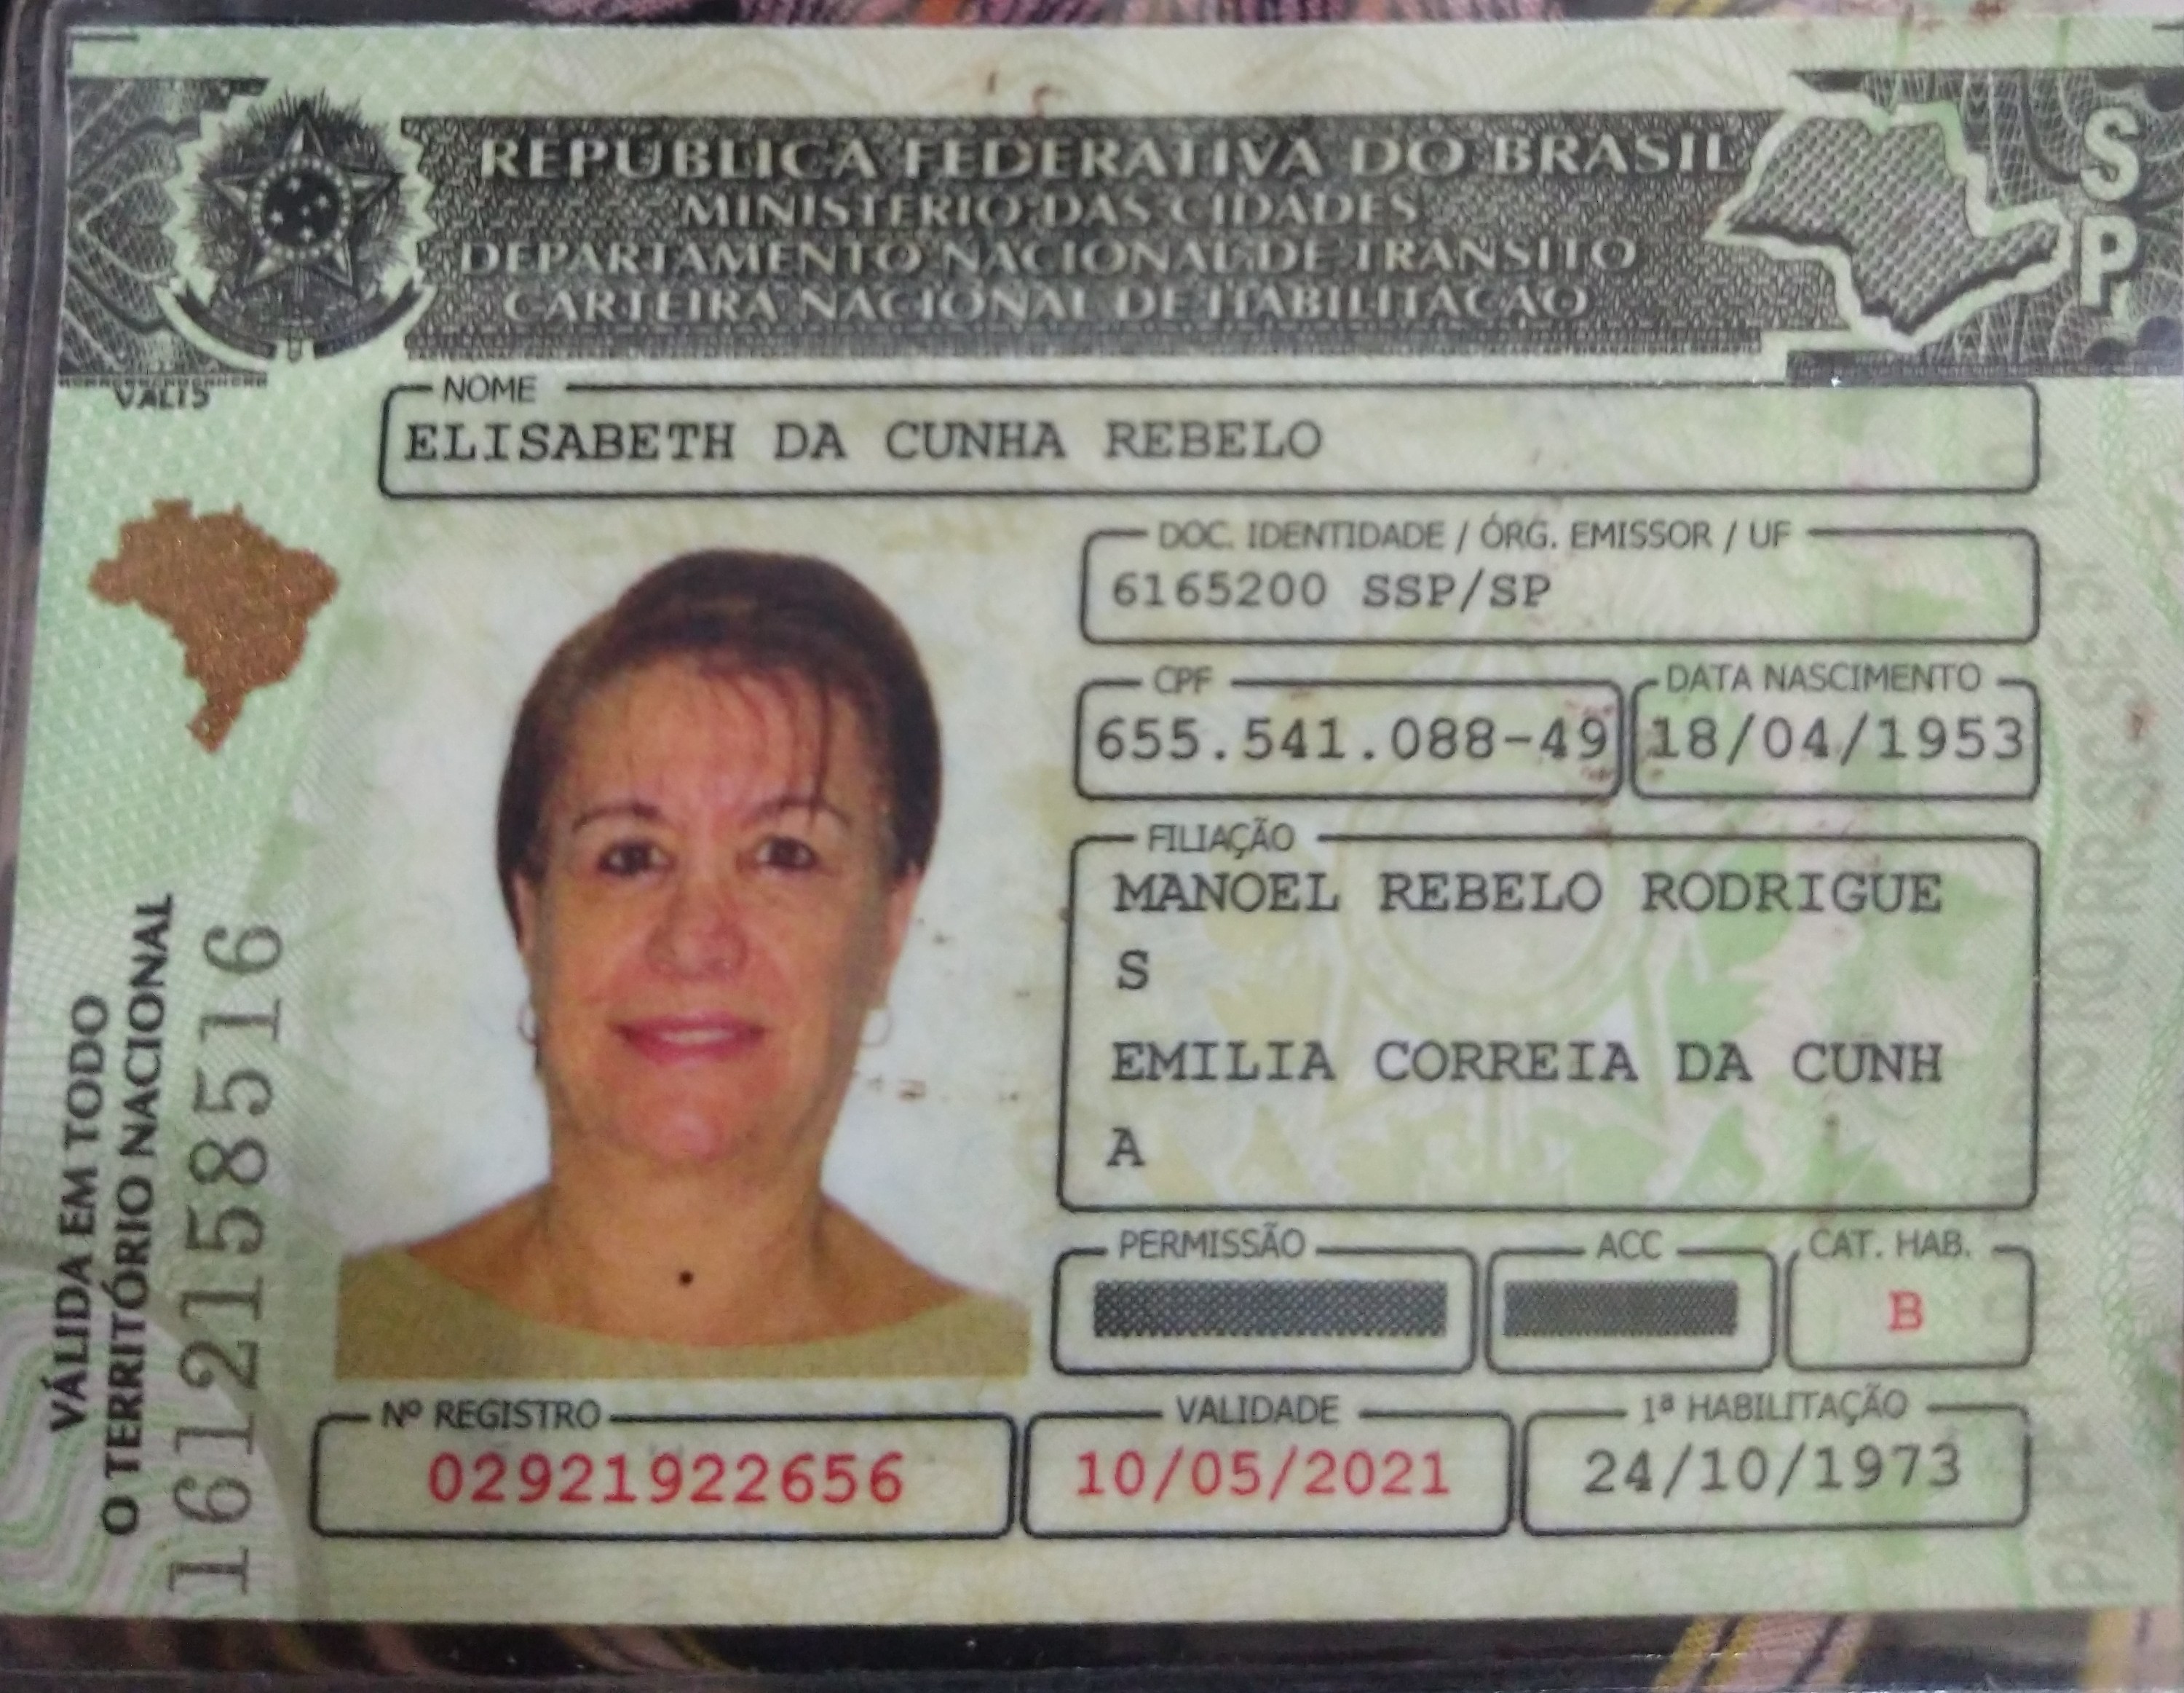 REPÚBLICA FEDERATIVA DO BRASIL
MINISTÉRIO DAS CIDADES
DEPARTAMENTO NACIONAL DE TRÂNSITO
CARTEIRA NACIONAL DE HABILITAÇÃO
SP
NOME
ELISABETH DA CUNHA REBELO
DOC. IDENTIDADE / ÓRG. EMISSOR / UF
6165200 SSP/SP
CPF
655.541.088-49
DATA NASCIMENTO
18/04/1953
FILIAÇÃO
MANOEL REBELO RODRIGUE
S
EMILIA CORREIA DA CUNH
A
PERMISSÃO
ACC
CAT. HAB.
B
Nº REGISTRO
02921922656
VALIDADE
10/05/2021
1ª HABILITAÇÃO
24/10/1973
VÁLIDA EM TODO
O TERRITÓRIO NACIONAL
1612158516